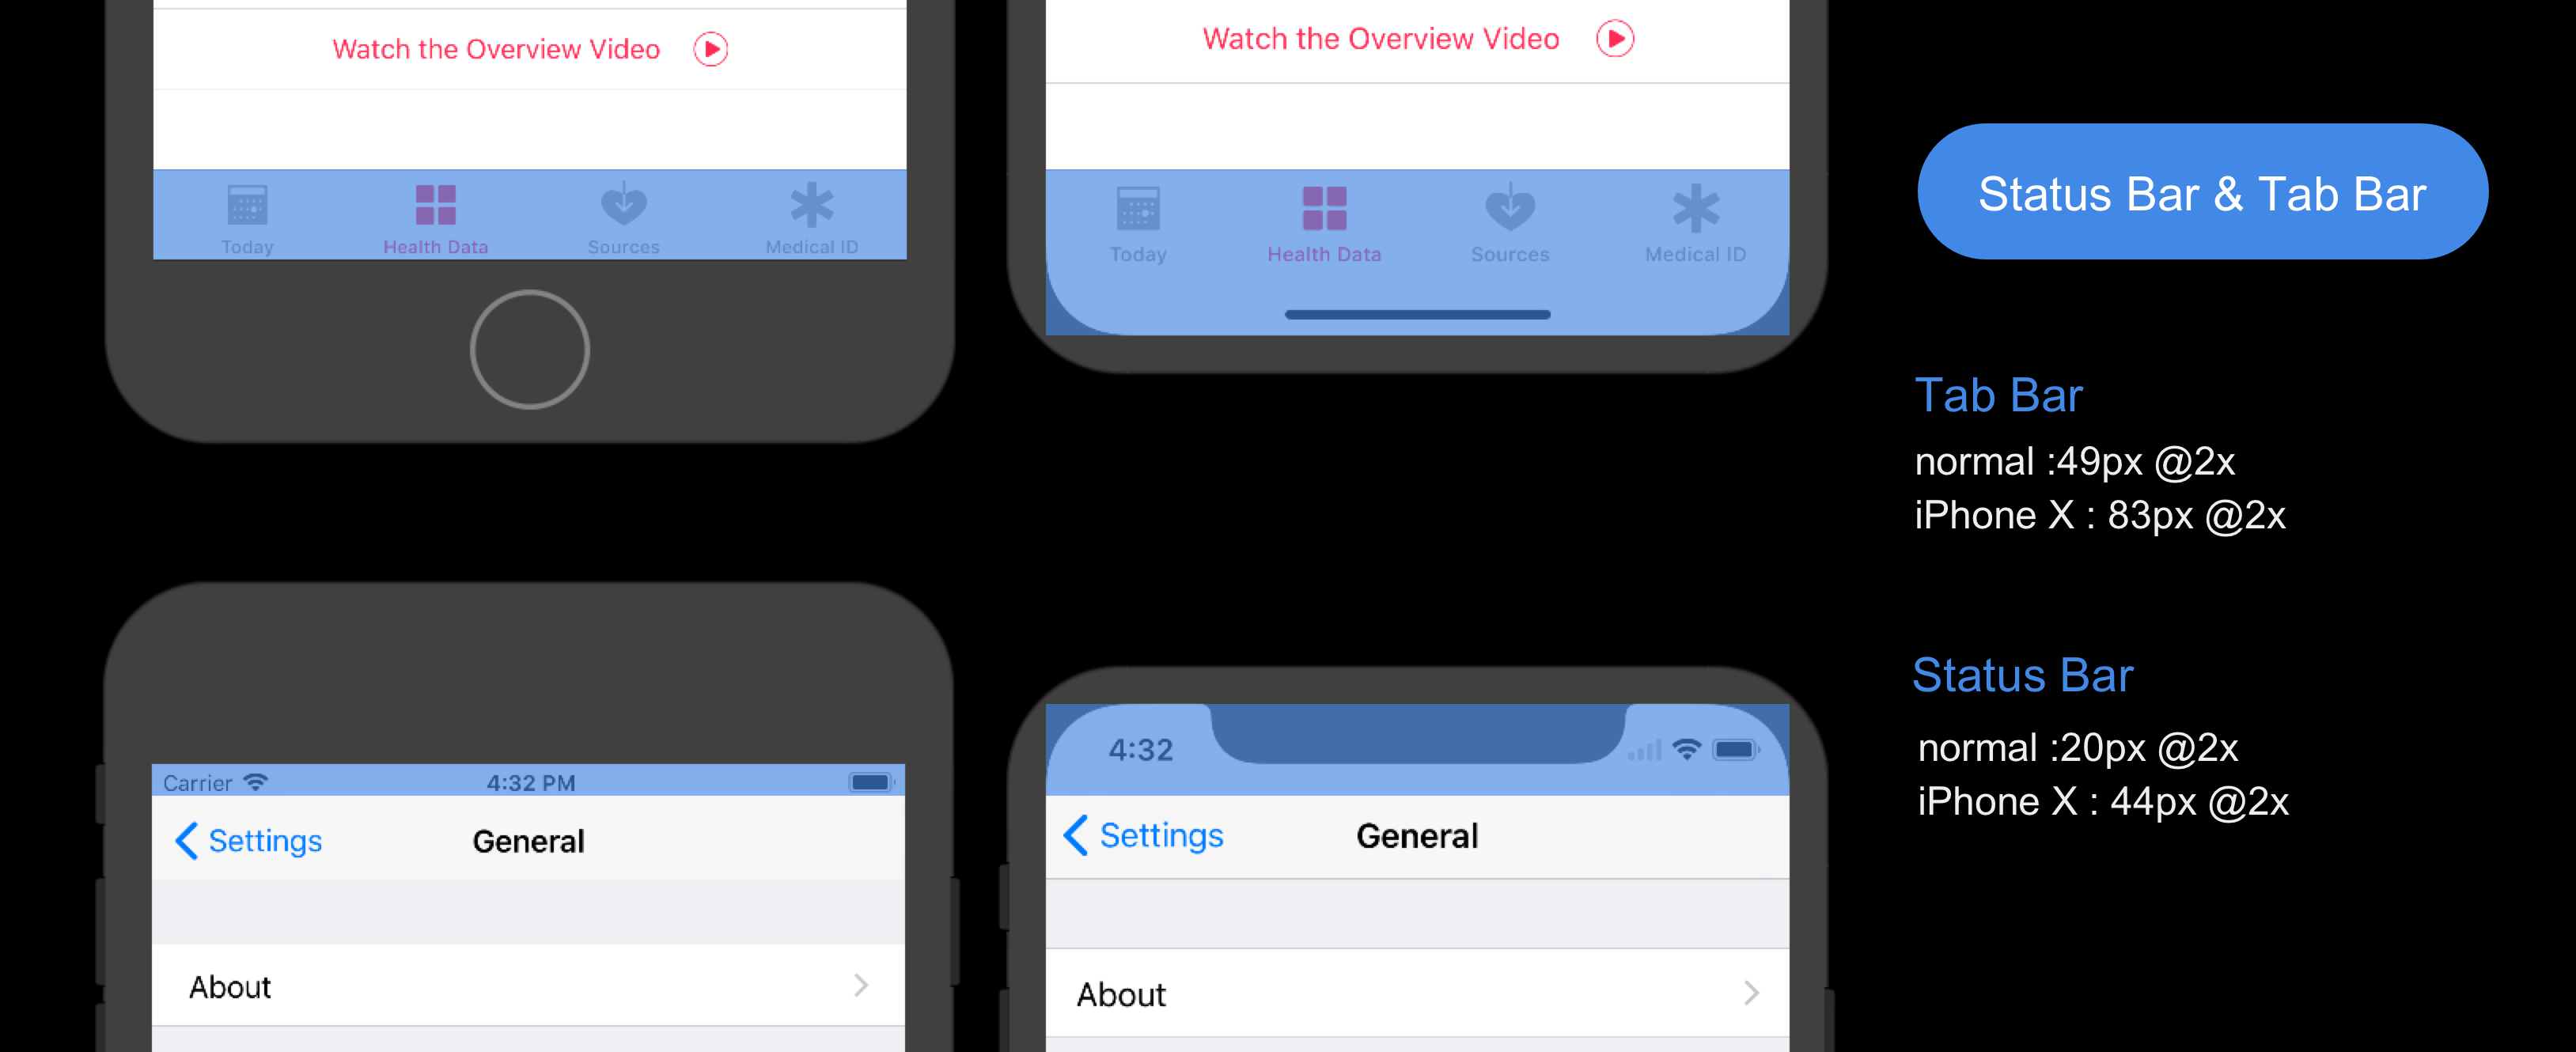 Watch the Overview Video
Today Health Data Sources Medical ID
Watch the Overview Video
Today Health Data Sources Medical ID
Status Bar & Tab Bar
Tab Bar
normal :49px @2x
iPhone X : 83px @2x
Carrier 4:32 PM
Settings General
About
4:32
Settings General
About
Status Bar
normal :20px @2x
iPhone X : 44px @2x